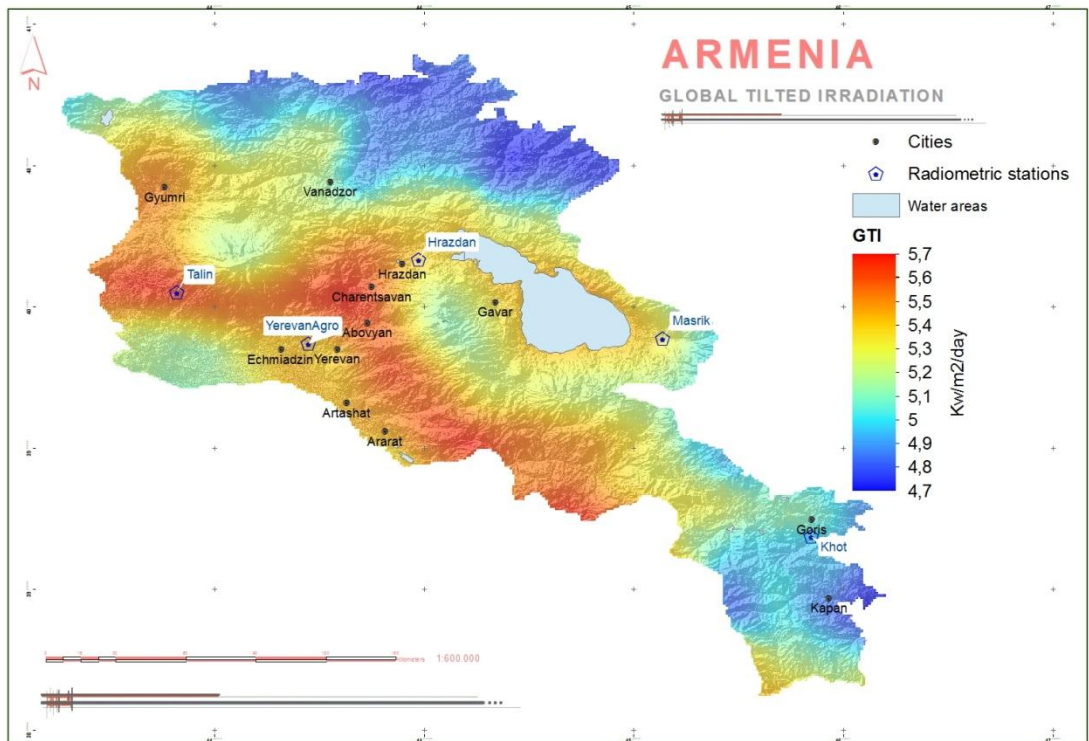 ARMENIA
GLOBAL TILTED IRRADIATION
N
Cities
Radiometric stations
Water areas
GTI
5,7
5,6
5,5
5,4
5,3
5,2
5,1
5
4,9
4,8
4,7
Kw/m2/day
Gyumri
Vanadzor
Hrazdan
Talin
Hrazdan
Charentsavan
Gavar
Masrik
YerevanAgro
Abovyan
Echmiadzin
Yerevan
Artashat
Ararat
Goris
Khot
Kapan
1:600.000